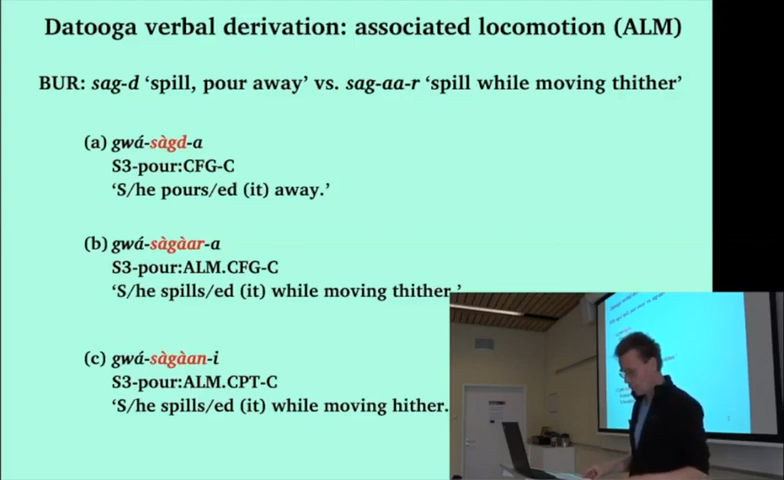 Datooga verbal derivation: associated locomotion (ALM)
BUR: sag-d ‘spill, pour away’ vs. sag-aa-r ‘spill while moving thither’
(a) gwá-sàgd-a
S3-pour:CFG-C
‘S/he pours/ed (it) away.’
(b) gwá-sàgàar-a
S3-pour:ALM.CFG-C
‘S/he spills/ed (it) while moving thither.’
(c) gwá-sàgàan-i
S3-pour:ALM.CPT-C
‘S/he spills/ed (it) while moving hither.